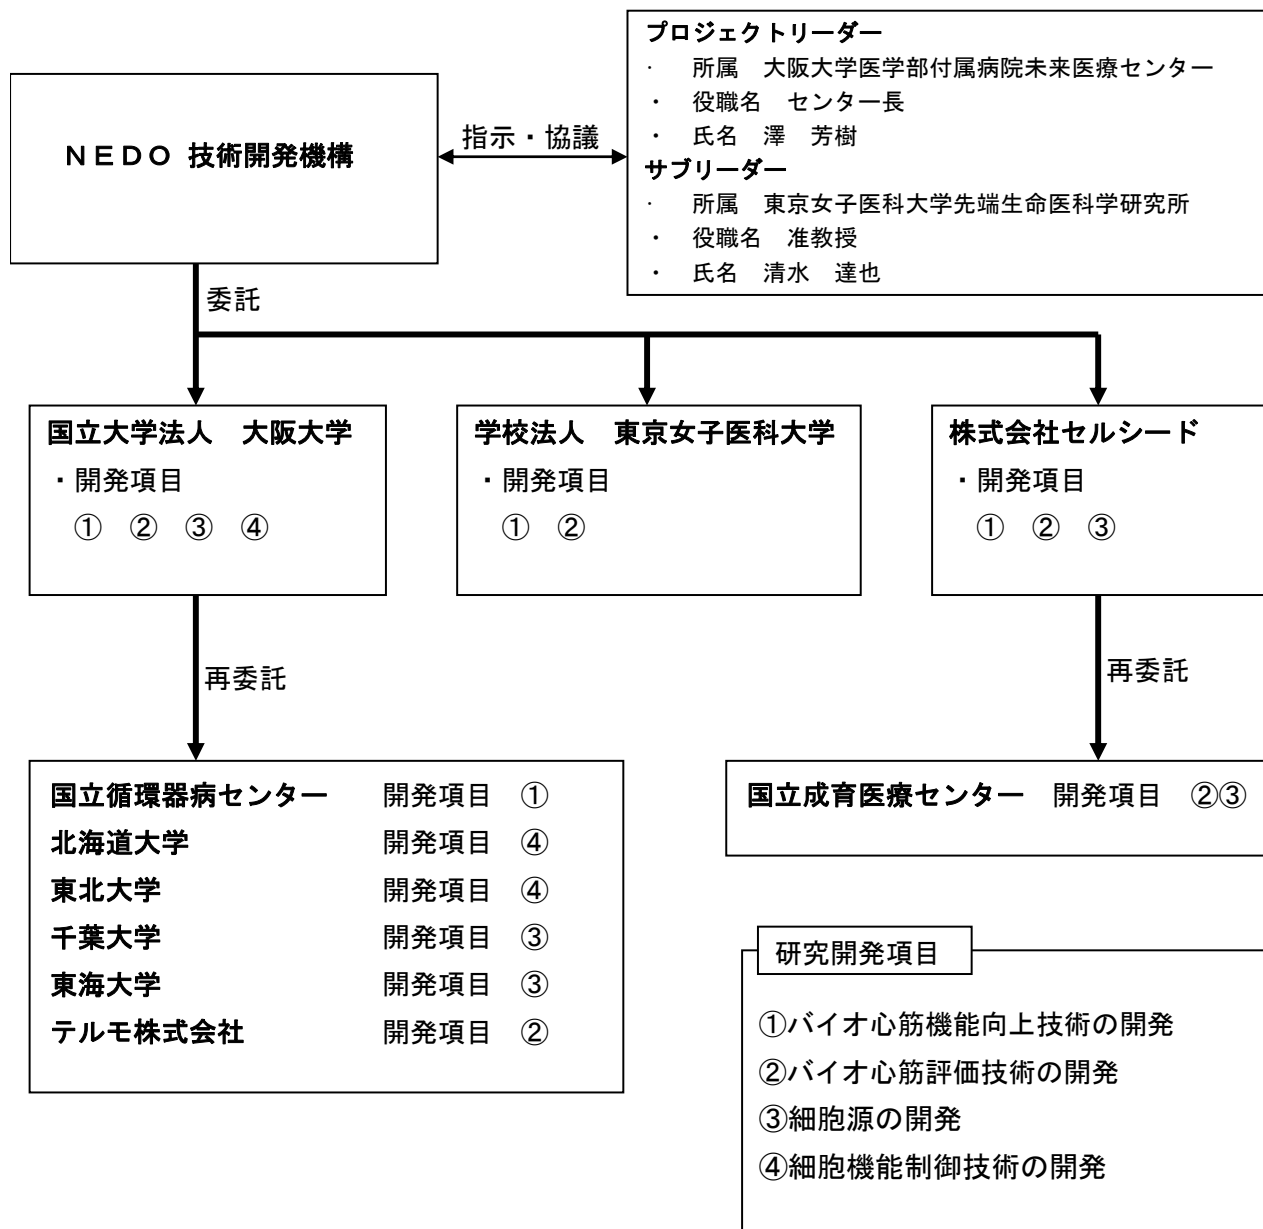 プロジェクトリーダー
・　所属　大阪大学医学部付属病院未来医療センター
・　役職名　センター長
・　氏名　澤　芳樹
サブリーダー
・　所属　東京女子医科大学先端生命医科学研究所
・　役職名　准教授
・　氏名　清水　達也
ＮＥＤＯ 技術開発機構
指示・協議
委託
国立大学法人　大阪大学
・開発項目
①　②　③　④
学校法人　東京女子医科大学
・開発項目
①　②
株式会社セルシード
・開発項目
①　②　③
再委託
再委託
国立循環器病センター　開発項目　①
北海道大学　開発項目　④
東北大学　開発項目　④
千葉大学　開発項目　③
東海大学　開発項目　③
テルモ株式会社　開発項目　②
国立成育医療センター　開発項目　②③
研究開発項目
①バイオ心筋機能向上技術の開発
②バイオ心筋評価技術の開発
③細胞源の開発
④細胞機能制御技術の開発